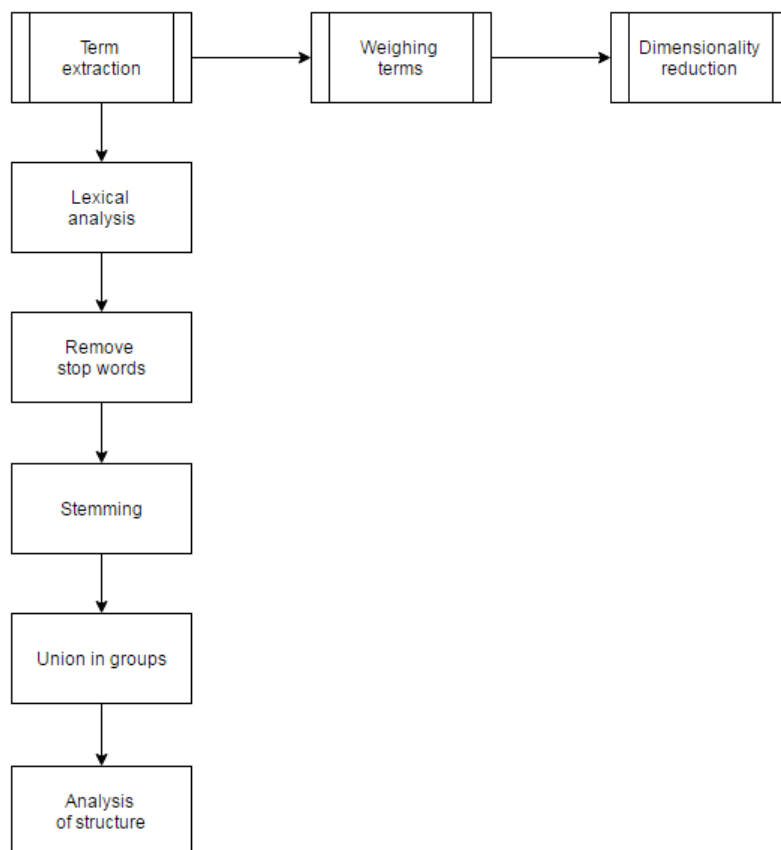 Term
extraction
Weighing
terms
Dimensionality
reduction
Lexical
analysis
Remove
stop words
Stemming
Union in groups
Analysis
of structure